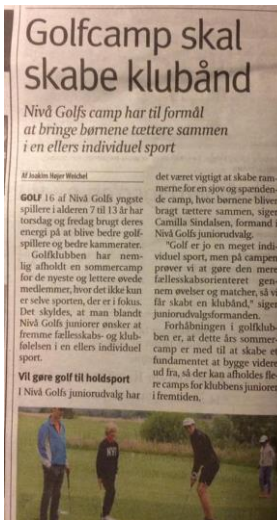 Golfcamp skal
skabe klubånd
Nivå Golfs camp har til formål
at bringe børnene tættere sammen
i en ellers individuel sport
Af Joakim Højer Weichel
GOLF 16 af Nivå Golfs yngste
spillere i alderen 7 til 13 år har
torsdag og fredag brugt deres
energi på at blive bedre golf-
spillere og bedre kammerater.
Golfklubben har nem-
lig afholdt en sommercamp
for de nyeste og lettere øvede
medlemmer, hvor det ikke kun
er selve sporten, der er i fokus.
Det skyldes, at man blandt
Nivå Golfs juniorer ønsker at
fremme fællesskabs- og klub-
følelsen i en ellers individuel
sport.
Vil gøre golf til holdsport
I Nivå Golfs juniorudvalg har
det været vigtigt at skabe ram-
merne for en sjov og spænden-
de camp, hvor børnene bliver
bragt tættere sammen, siger
Camilla Sindalsen, formand i
Nivå Golfs juniorudvalg.
"Golf er jo en meget indi-
viduel sport, men på campen
prøver vi at gøre den mere
fællesskabsorienteret gen-
nem øvelser og matcher, så vi
får skabt en klubånd," siger
juniorudvalgsformanden.
Forhåbningen i golfklub-
ben er, at dette års sommer-
camp er med til at skabe et
fundamentet at bygge videre
ud fra, så der kan afholdes fle-
re camps for klubbens juniorer
i fremtiden.